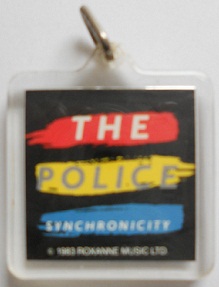 THE
POLICE
SYNCHRONICITY
© 1983 ROXANNE MUSIC LTD